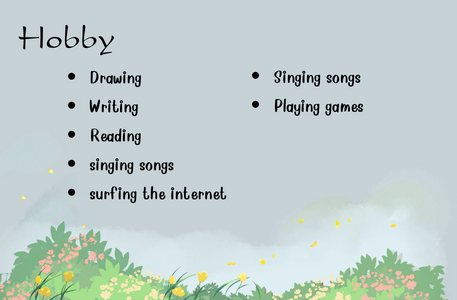 Hobby
Drawing
Writing
Reading
singing songs
surfing the internet
Singing songs
Playing games